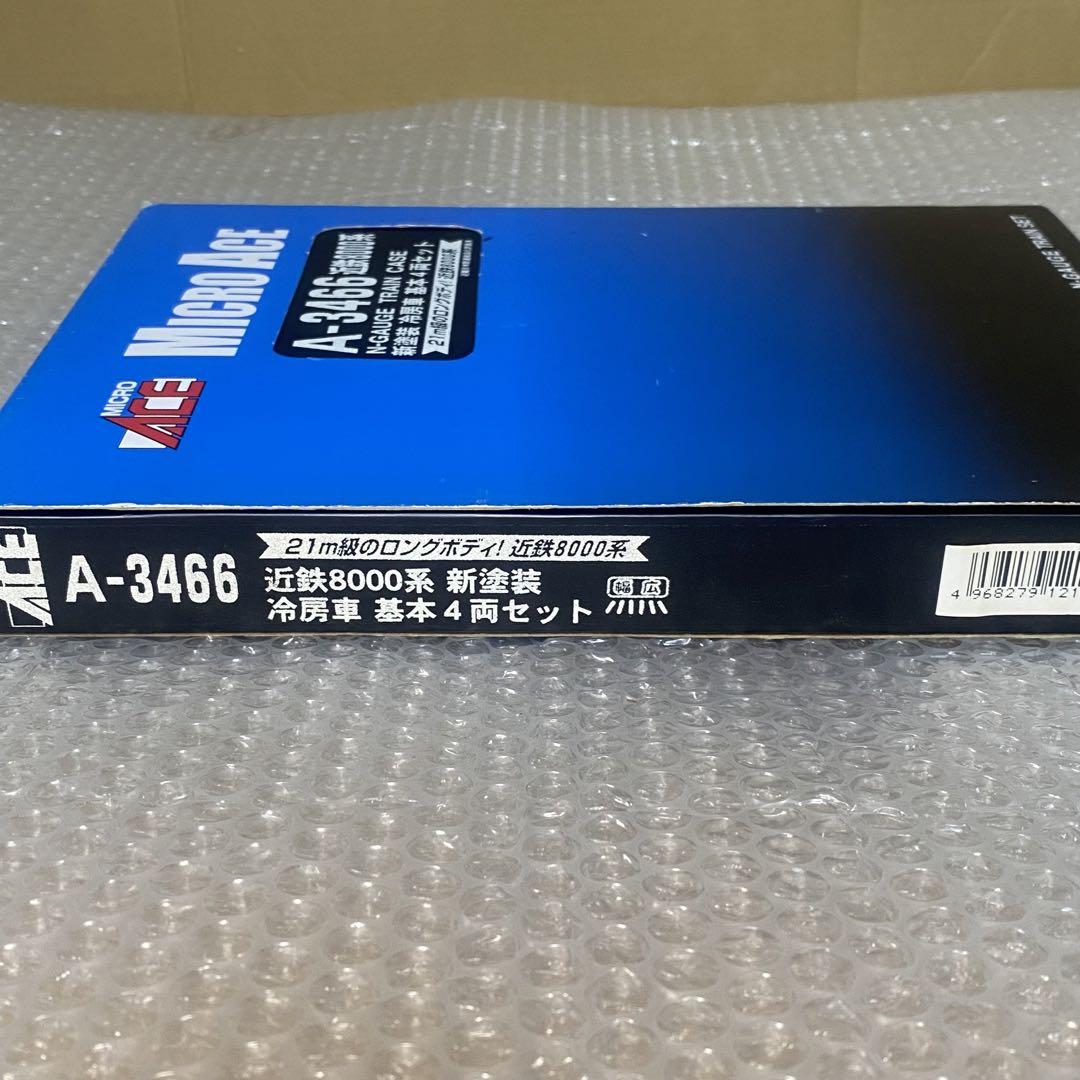 MICRO ACE
MICRO ACE
A-3466 近鉄8000系
N-GAUGE TRAIN CASE
新塗装 冷房車 基本4両セット
21m級のロングボディ! 近鉄8000系
N-GAUGE TRAIN SET
ACE
A-3466
21m級のロングボディ! 近鉄8000系
近鉄8000系 新塗装
冷房車 基本4両セット
幅広
4 968279 121